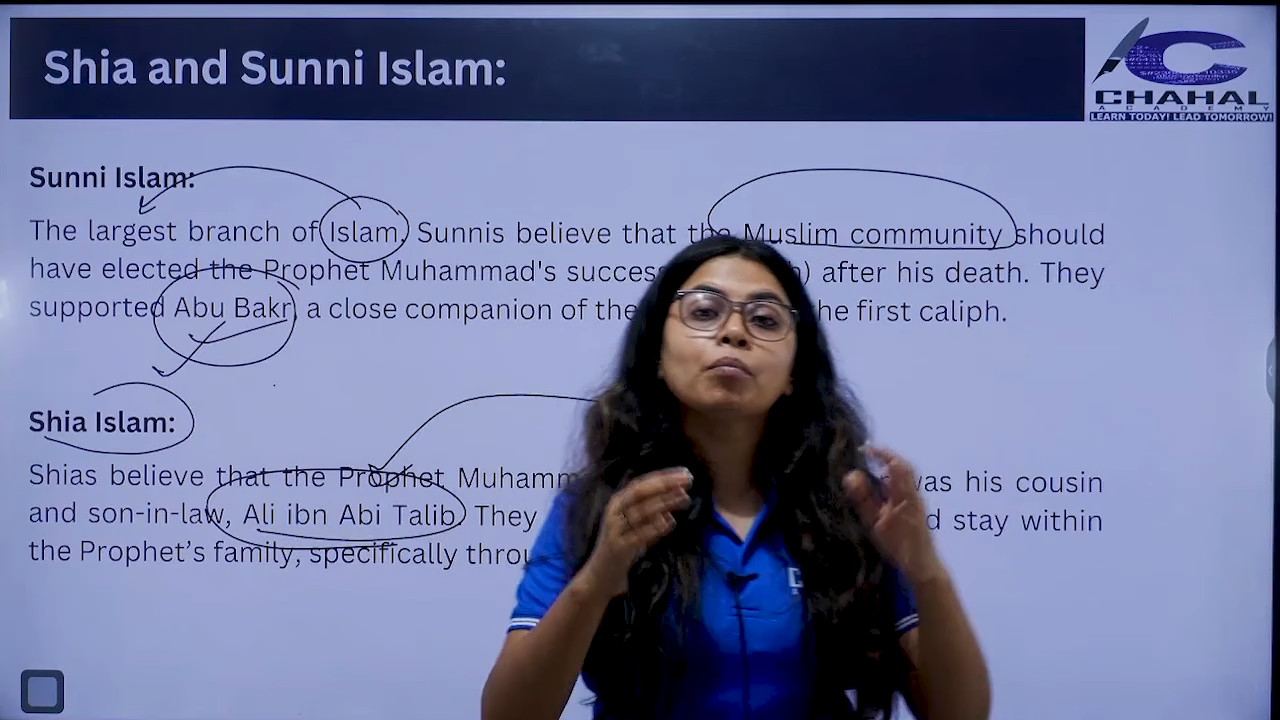 Shia and Sunni Islam:
CHAHAL
ACADEMY
LEARN TODAY! LEAD TOMORROW!
Sunni Islam:
The largest branch of Islam, Sunnis believe that the Muslim community should
have elected the Prophet Muhammad's success h) after his death. They
supported Abu Bakr, a close companion of the the first caliph.
Shia Islam:
Shias believe that the Prophet Muhamm was his cousin
and son-in-law, Ali ibn Abi Talib. They d stay within
the Prophet’s family, specifically throu